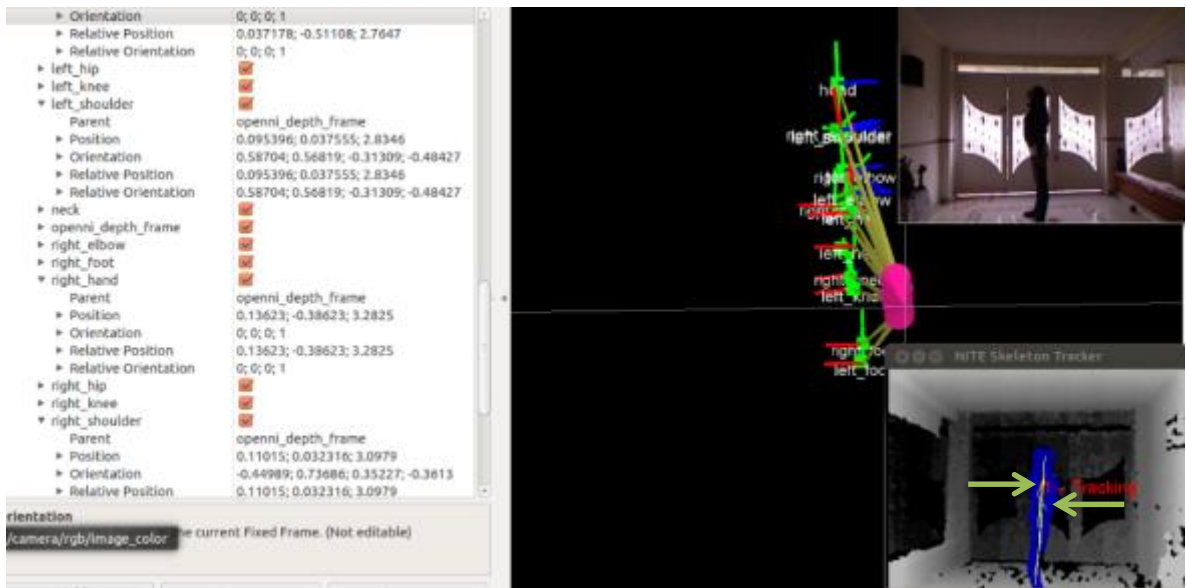 Orientation 0; 0; 0; 1
Relative Position 0.037178; -0.51108; 2.7647
Relative Orientation 0; 0; 0; 1
left_hip
left_knee
left_shoulder
Parent openni_depth_frame
Position 0.095396; 0.037555; 2.8346
Orientation 0.58704; 0.56819; -0.31309; -0.48427
Relative Position 0.095396; 0.037555; 2.8346
Relative Orientation 0.58704; 0.56819; -0.31309; -0.48427
neck
openni_depth_frame
right_elbow
right_foot
right_hand
Parent openni_depth_frame
Position 0.13623; -0.38623; 3.2825
Orientation 0; 0; 0; 1
Relative Position 0.13623; -0.38623; 3.2825
Relative Orientation 0; 0; 0; 1
right_hip
right_knee
right_shoulder
Parent openni_depth_frame
Position 0.11015; 0.032316; 3.0979
Orientation -0.44989; 0.73686; 0.35227; -0.3613
Relative Position 0.11015; 0.032316; 3.0979
rientation
/camera/rgb/image_color
e current Fixed Frame. (Not editable)
head
left_shoulder
left_knee
left_foc
NITE Skeleton Tracker
Tracking